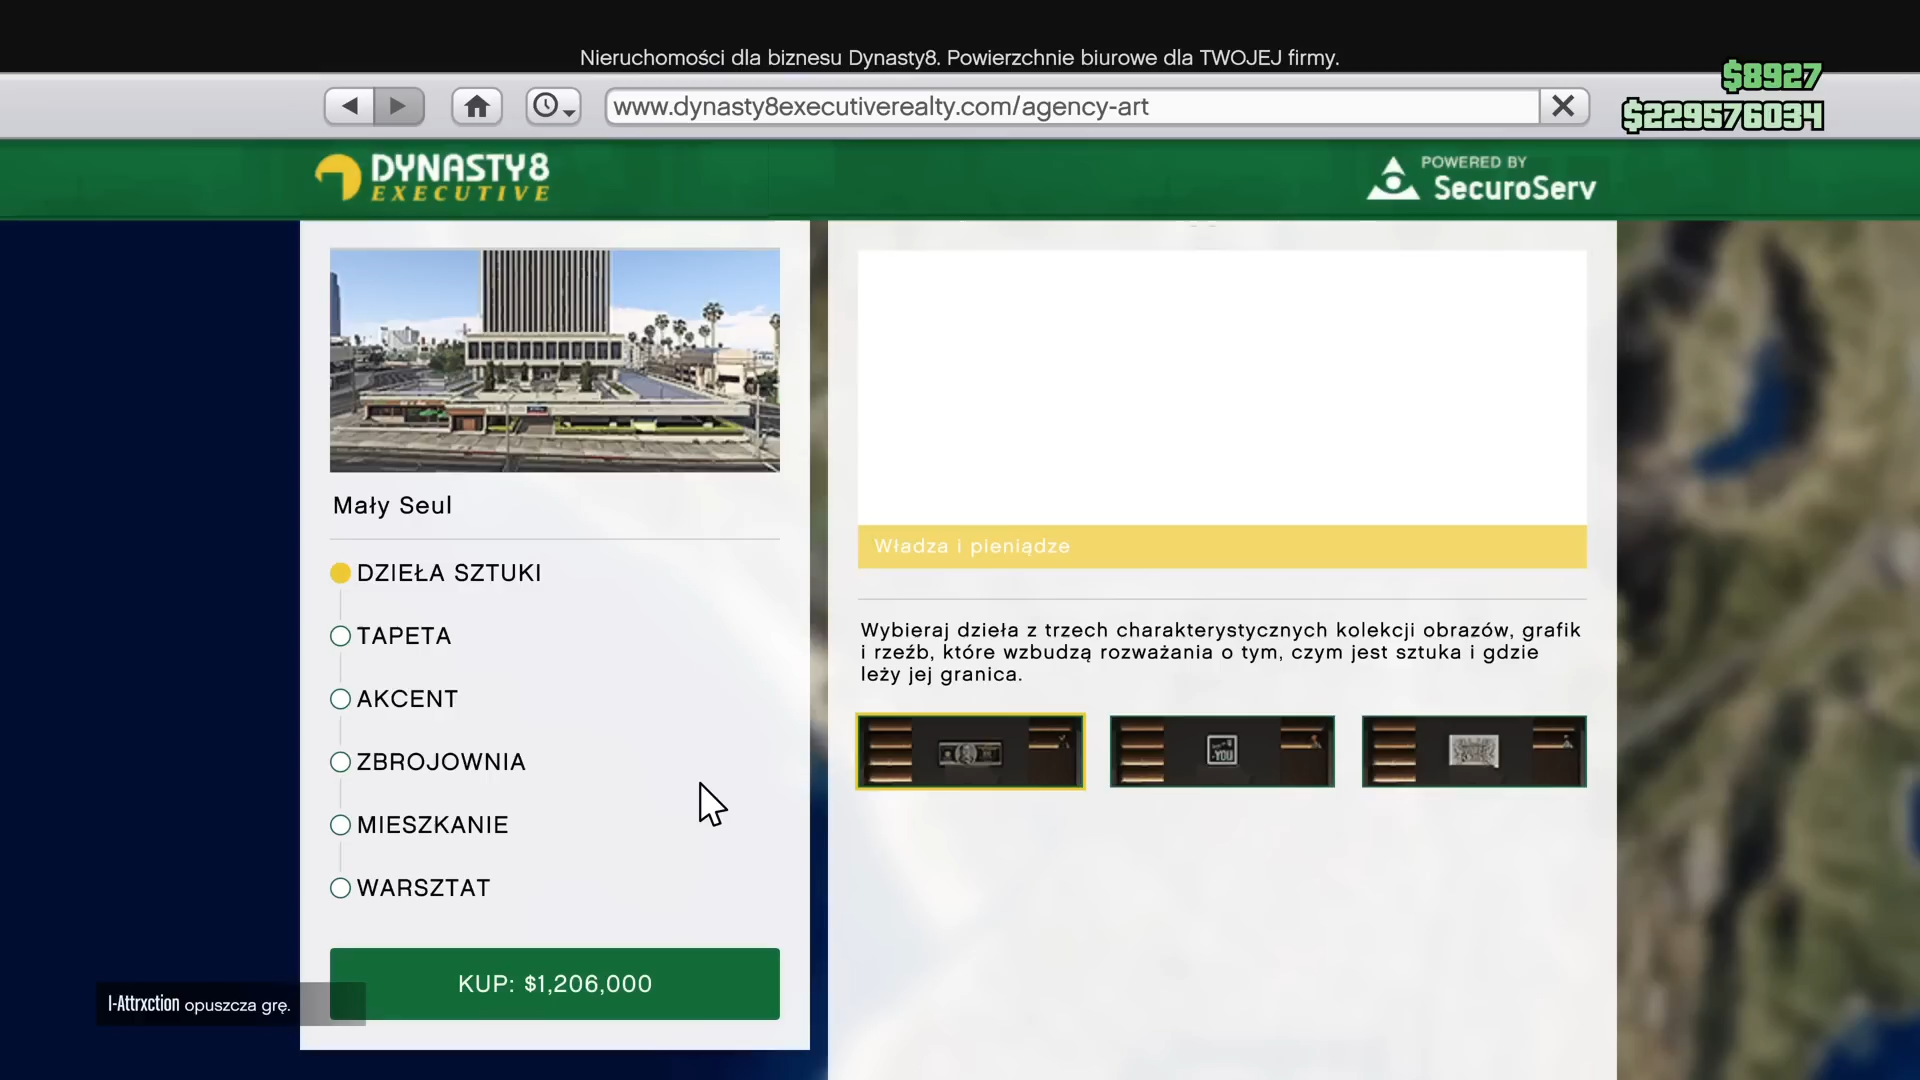 Nieruchomości dla biznesu Dynasty8. Powierzchnie biurowe dla TWOJEJ firmy.
$8927
www.dynasty8executiverealty.com/agency-art
$229576034
DYNASTY8
EXECUTIVE
POWERED BY
SecuroServ
Mały Seul
DZIEŁA SZTUKI
TAPETA
AKCENT
ZBROJOWNIA
MIESZKANIE
WARSZTAT
KUP: $1,206,000
Władza i pieniądze
Wybieraj dzieła z trzech charakterystycznych kolekcji obrazów, grafik
i rzeźb, które wzbudzą rozważania o tym, czym jest sztuka i gdzie
leży jej granica.
YOU
I-Attrxction opuszcza grę.